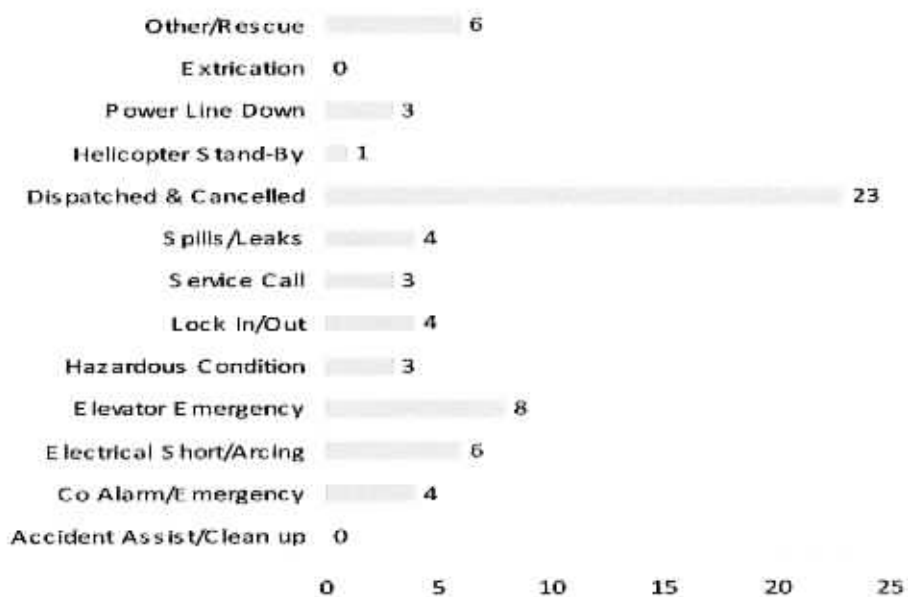 Other/Rescue 6
Extrication 0
Power Line Down 3
Helicopter Stand-By 1
Dispatched & Cancelled 23
Spills/Leaks 4
Service Call 3
Lock In/Out 4
Hazardous Condition 3
Elevator Emergency 8
Electrical Short/Arcing 6
Co Alarm/Emergency 4
Accident Assist/Clean up 0
0 5 10 15 20 25